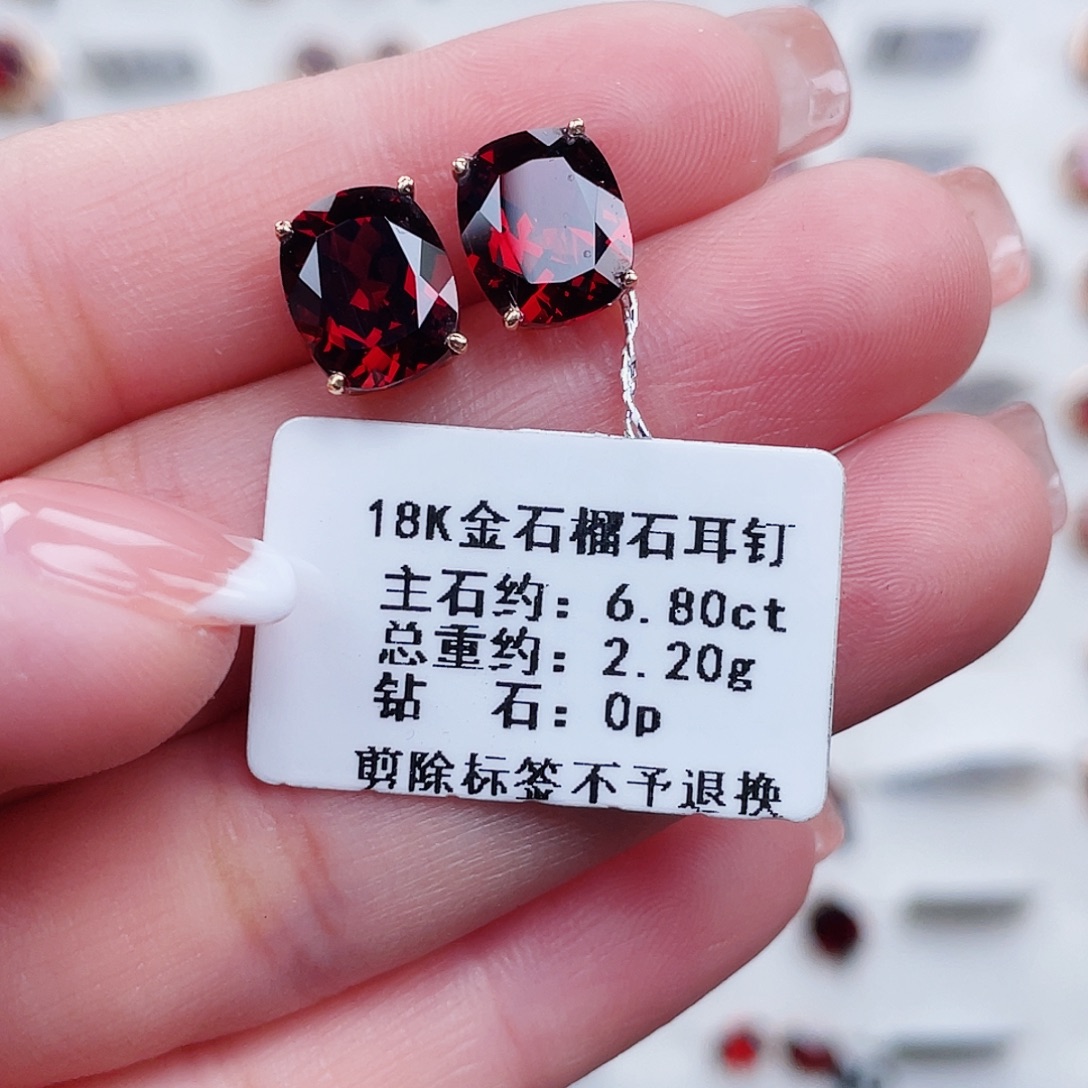 18K金石榴石耳钉
主石约：6.80ct
总重约：2.20g
钻 石：0p
剪除标签不予退换